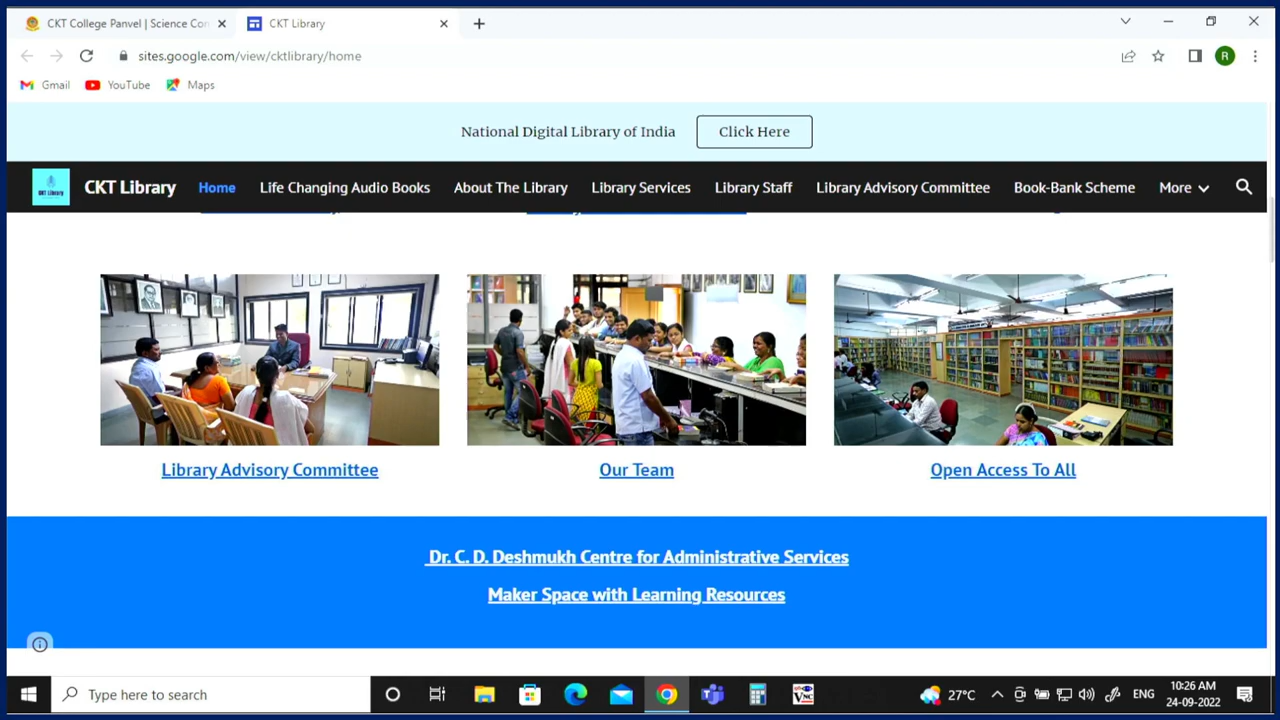 CKT College Panvel | Science Con
CKT Library
sites.google.com/view/cktlibrary/home
R
Gmail
YouTube
Maps
National Digital Library of India
Click Here
CKT Library
CKT Library
Home
Life Changing Audio Books
About The Library
Library Services
Library Staff
Library Advisory Committee
Book-Bank Scheme
More
Library Advisory Committee
Our Team
Open Access To All
Dr. C. D. Deshmukh Centre for Administrative Services
Maker Space with Learning Resources
Type here to search
27°C
ENG
10:26 AM
24-09-2022